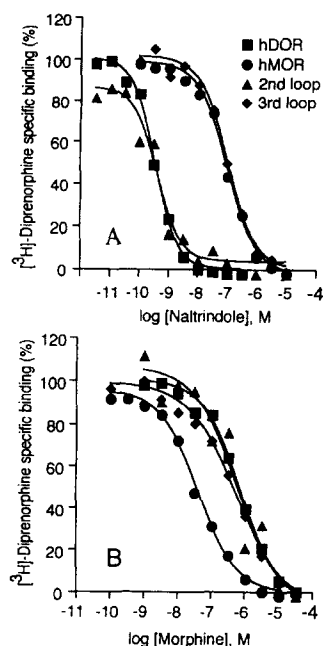 120
100
80
60
40
20
0
[³H]-Diprenorphine specific binding (%)
A
hDOR
hMOR
2nd loop
3rd loop
-11 -10 -9 -8 -7 -6 -5 -4
log [Naltrindole], M
120
100
80
60
40
20
0
[³H]-Diprenorphine specific binding (%)
B
-11 -10 -9 -8 -7 -6 -5 -4
log [Morphine], M